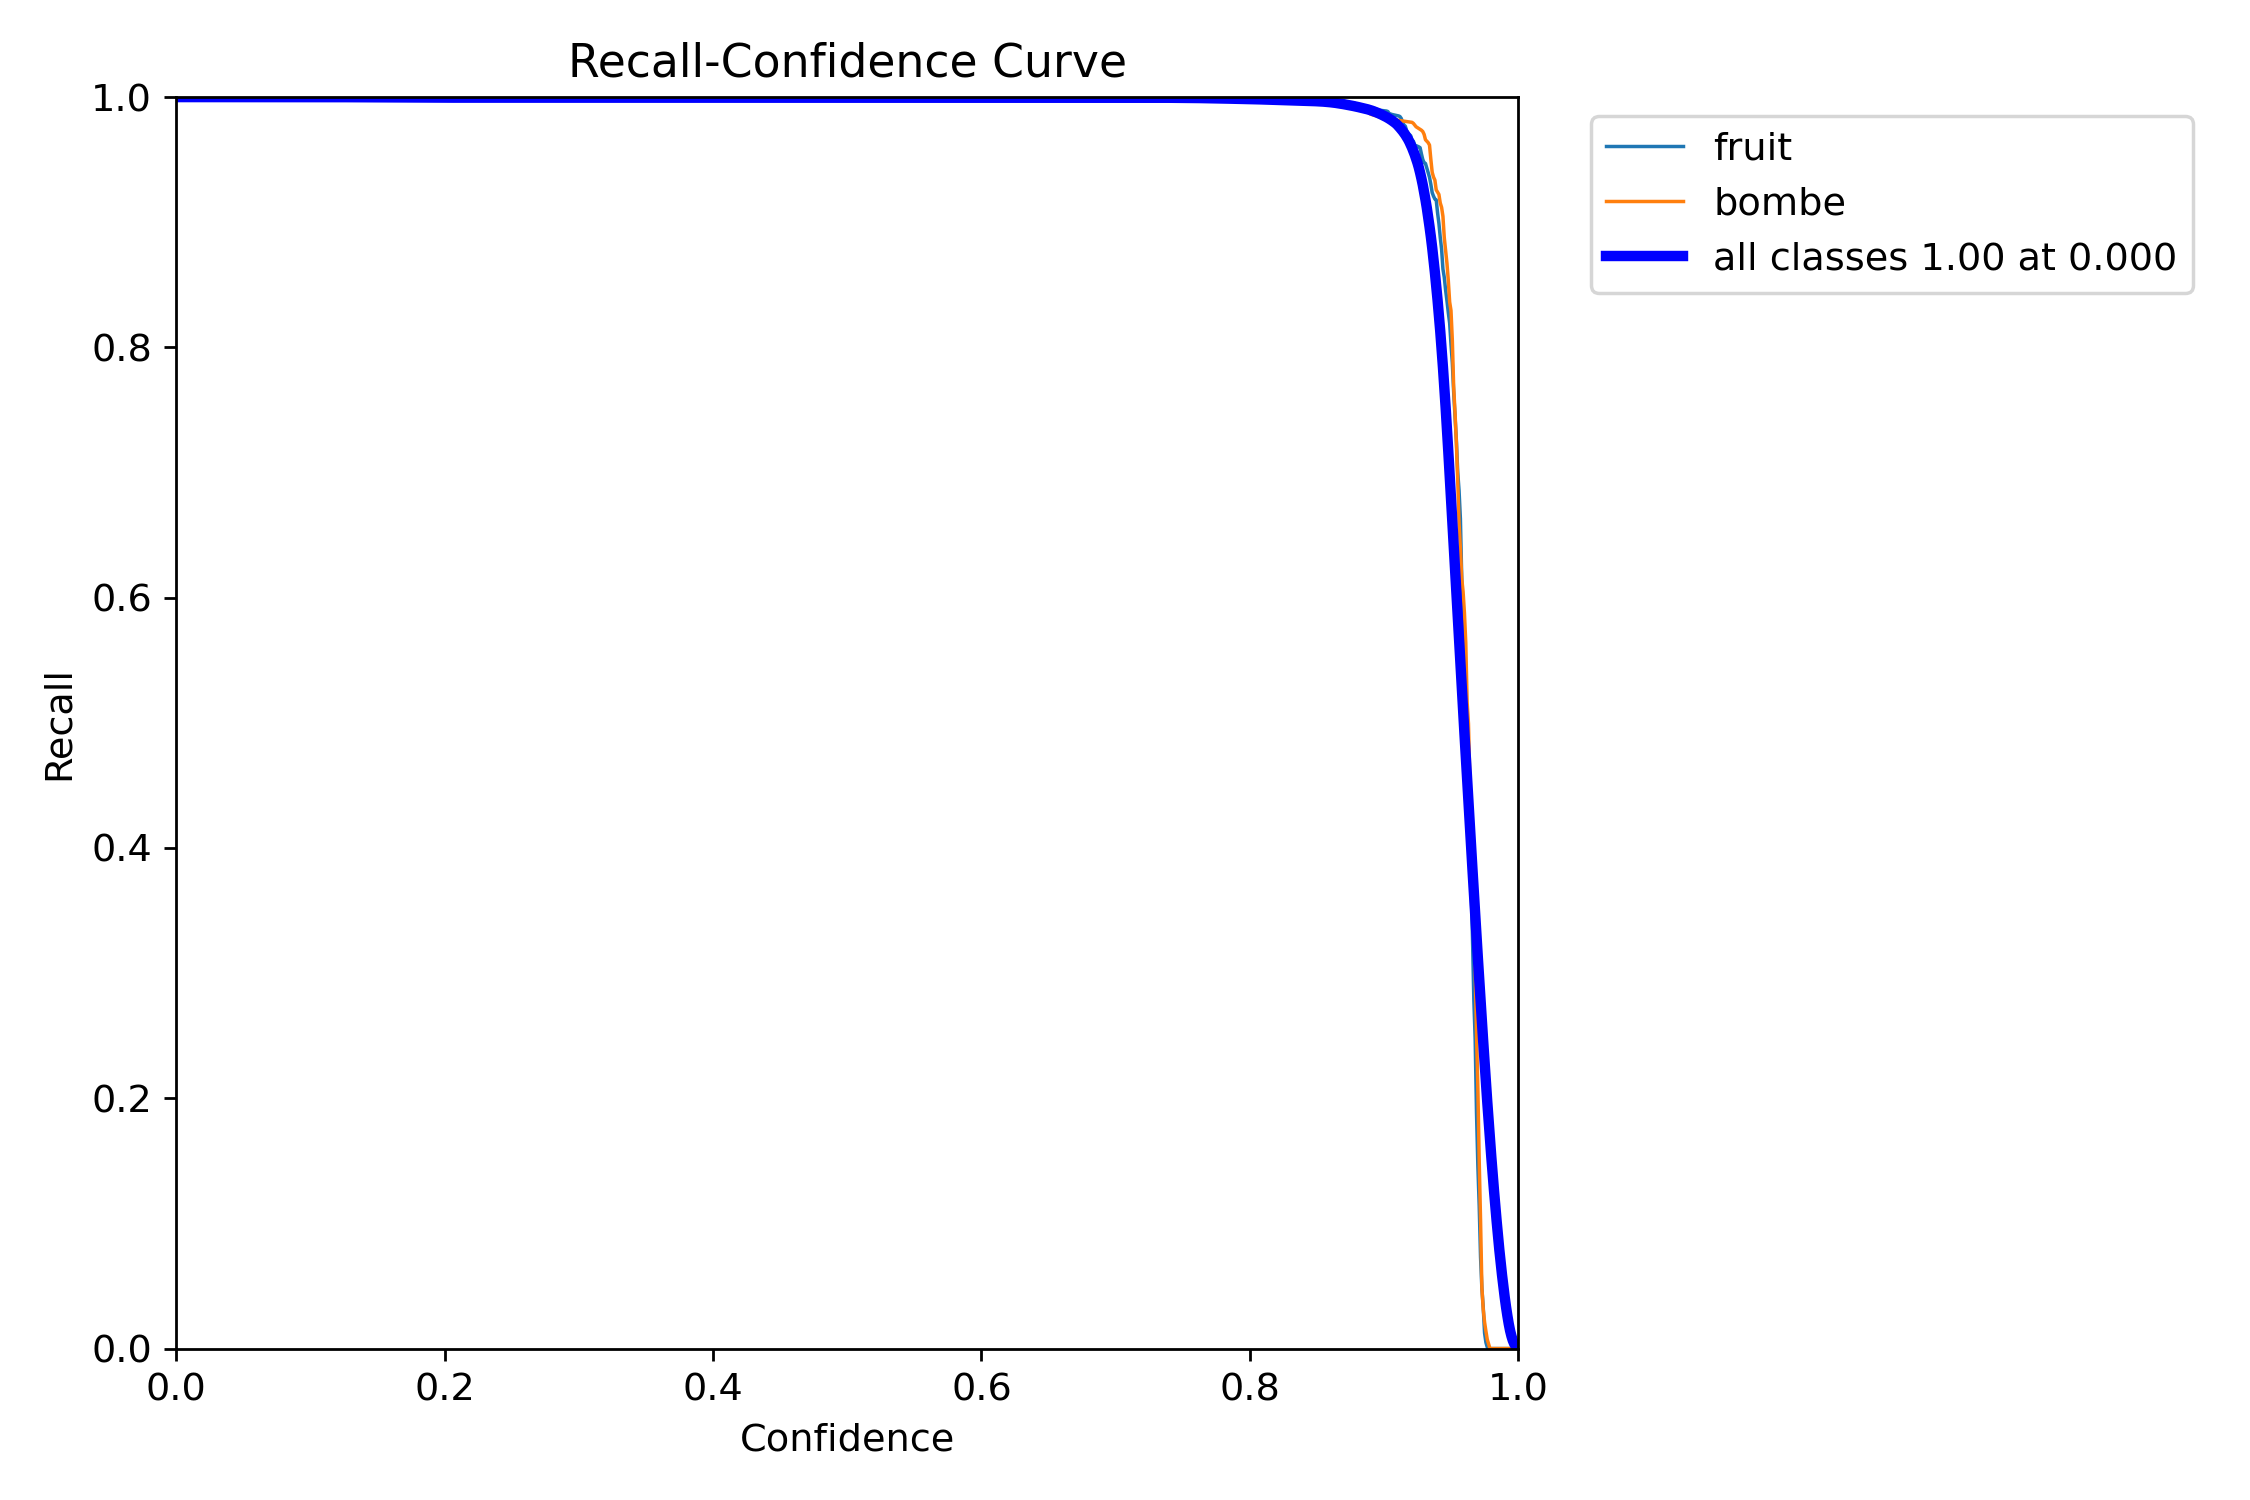 Recall-Confidence Curve
1.0
0.8
0.6
0.4
0.2
0.0
Recall
0.0 0.2 0.4 0.6 0.8 1.0
Confidence
fruit
bombe
all classes 1.00 at 0.000